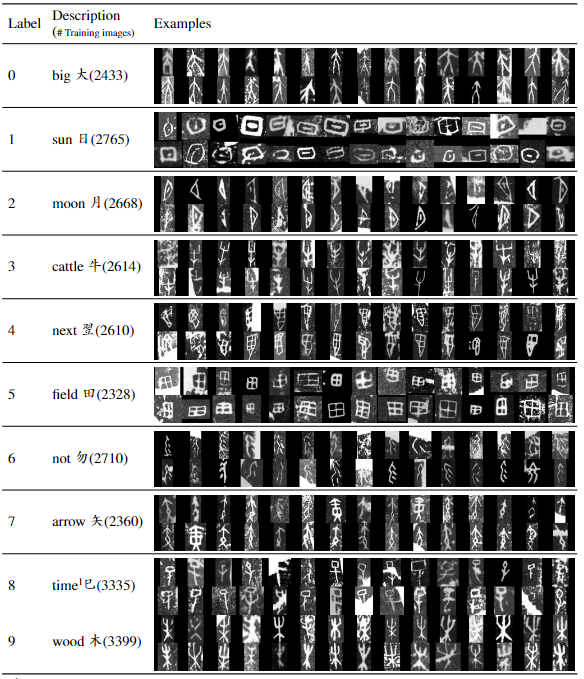 Label Description Examples
(# Training images)
0 big 大(2433)
1 sun 日(2765)
2 moon 月(2668)
3 cattle 牛(2614)
4 next 翌(2610)
5 field 田(2328)
6 not 勿(2710)
7 arrow 矢(2360)
8 time¹巳(3335)
9 wood 木(3399)